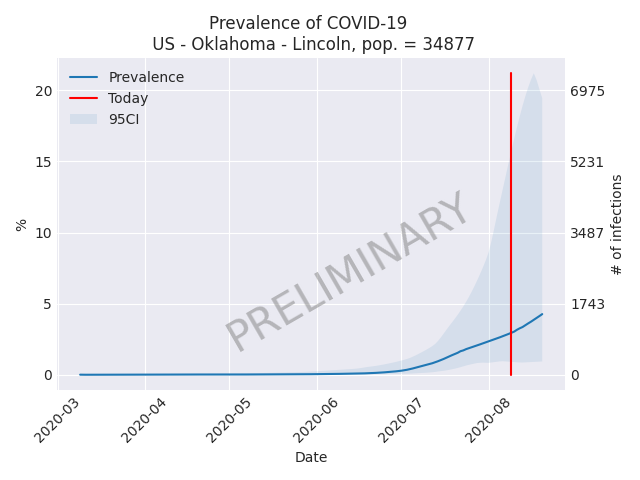 Prevalence of COVID-19
US - Oklahoma - Lincoln, pop. = 34877
Prevalence
Today
95CI
20
15
10
5
0
%
6975
5231
3487
1743
0
# of infections
PRELIMINARY
2020-03
2020-04
2020-05
2020-06
2020-07
2020-08
Date